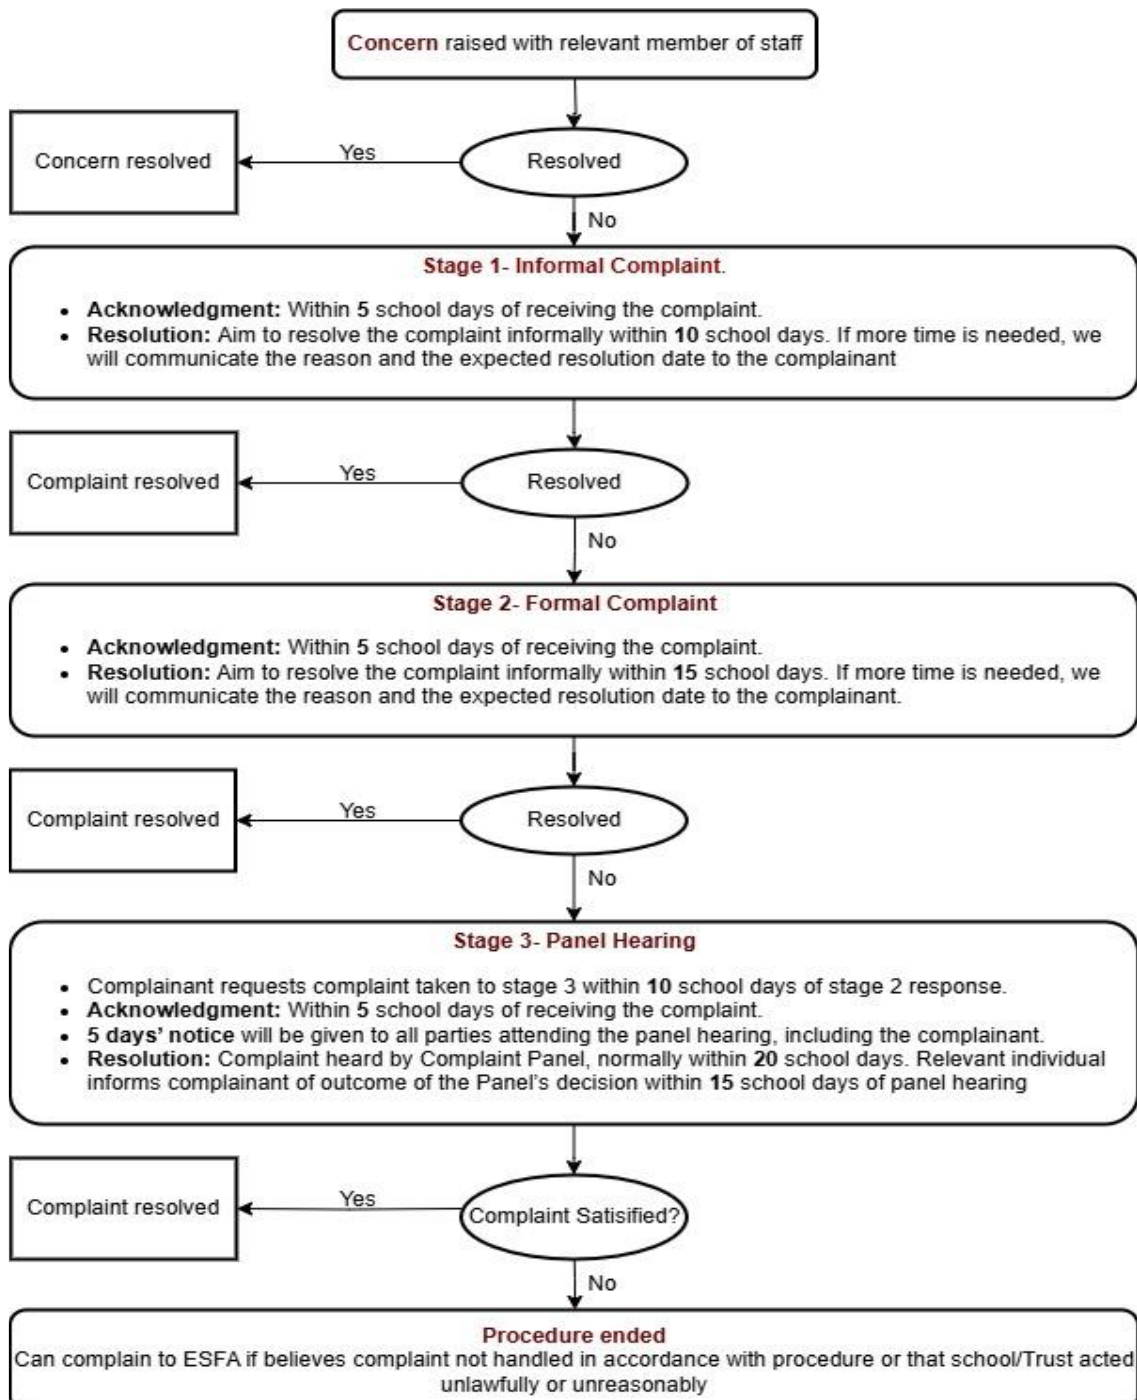 Concern raised with relevant member of staff
Concern resolved
Yes
Resolved
No
Stage 1- Informal Complaint.
• Acknowledgment: Within 5 school days of receiving the complaint.
• Resolution: Aim to resolve the complaint informally within 10 school days. If more time is needed, we
will communicate the reason and the expected resolution date to the complainant
Complaint resolved
Yes
Resolved
No
Stage 2- Formal Complaint
• Acknowledgment: Within 5 school days of receiving the complaint.
• Resolution: Aim to resolve the complaint informally within 15 school days. If more time is needed, we
will communicate the reason and the expected resolution date to the complainant.
Complaint resolved
Yes
Resolved
No
Stage 3- Panel Hearing
• Complainant requests complaint taken to stage 3 within 10 school days of stage 2 response.
• Acknowledgment: Within 5 school days of receiving the complaint.
• 5 days’ notice will be given to all parties attending the panel hearing, including the complainant.
• Resolution: Complaint heard by Complaint Panel, normally within 20 school days. Relevant individual
informs complainant of outcome of the Panel’s decision within 15 school days of panel hearing
Complaint resolved
Yes
Complaint Satisified?
No
Procedure ended
Can complain to ESFA if believes complaint not handled in accordance with procedure or that school/Trust acted
unlawfully or unreasonably